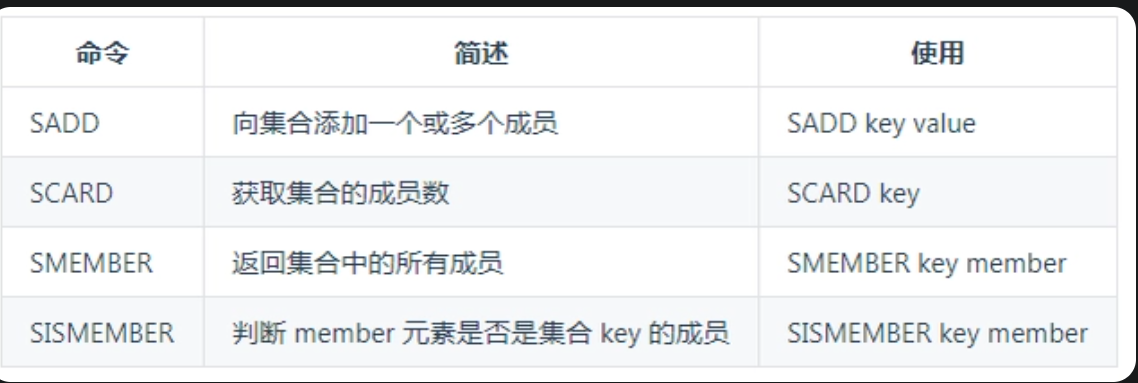 命令 简述 使用
SADD 向集合添加一个或多个成员 SADD key value
SCARD 获取集合的成员数 SCARD key
SMEMBER 返回集合中的所有成员 SMEMBER key member
SISMEMBER 判断 member 元素是否是集合 key 的成员 SISMEMBER key member